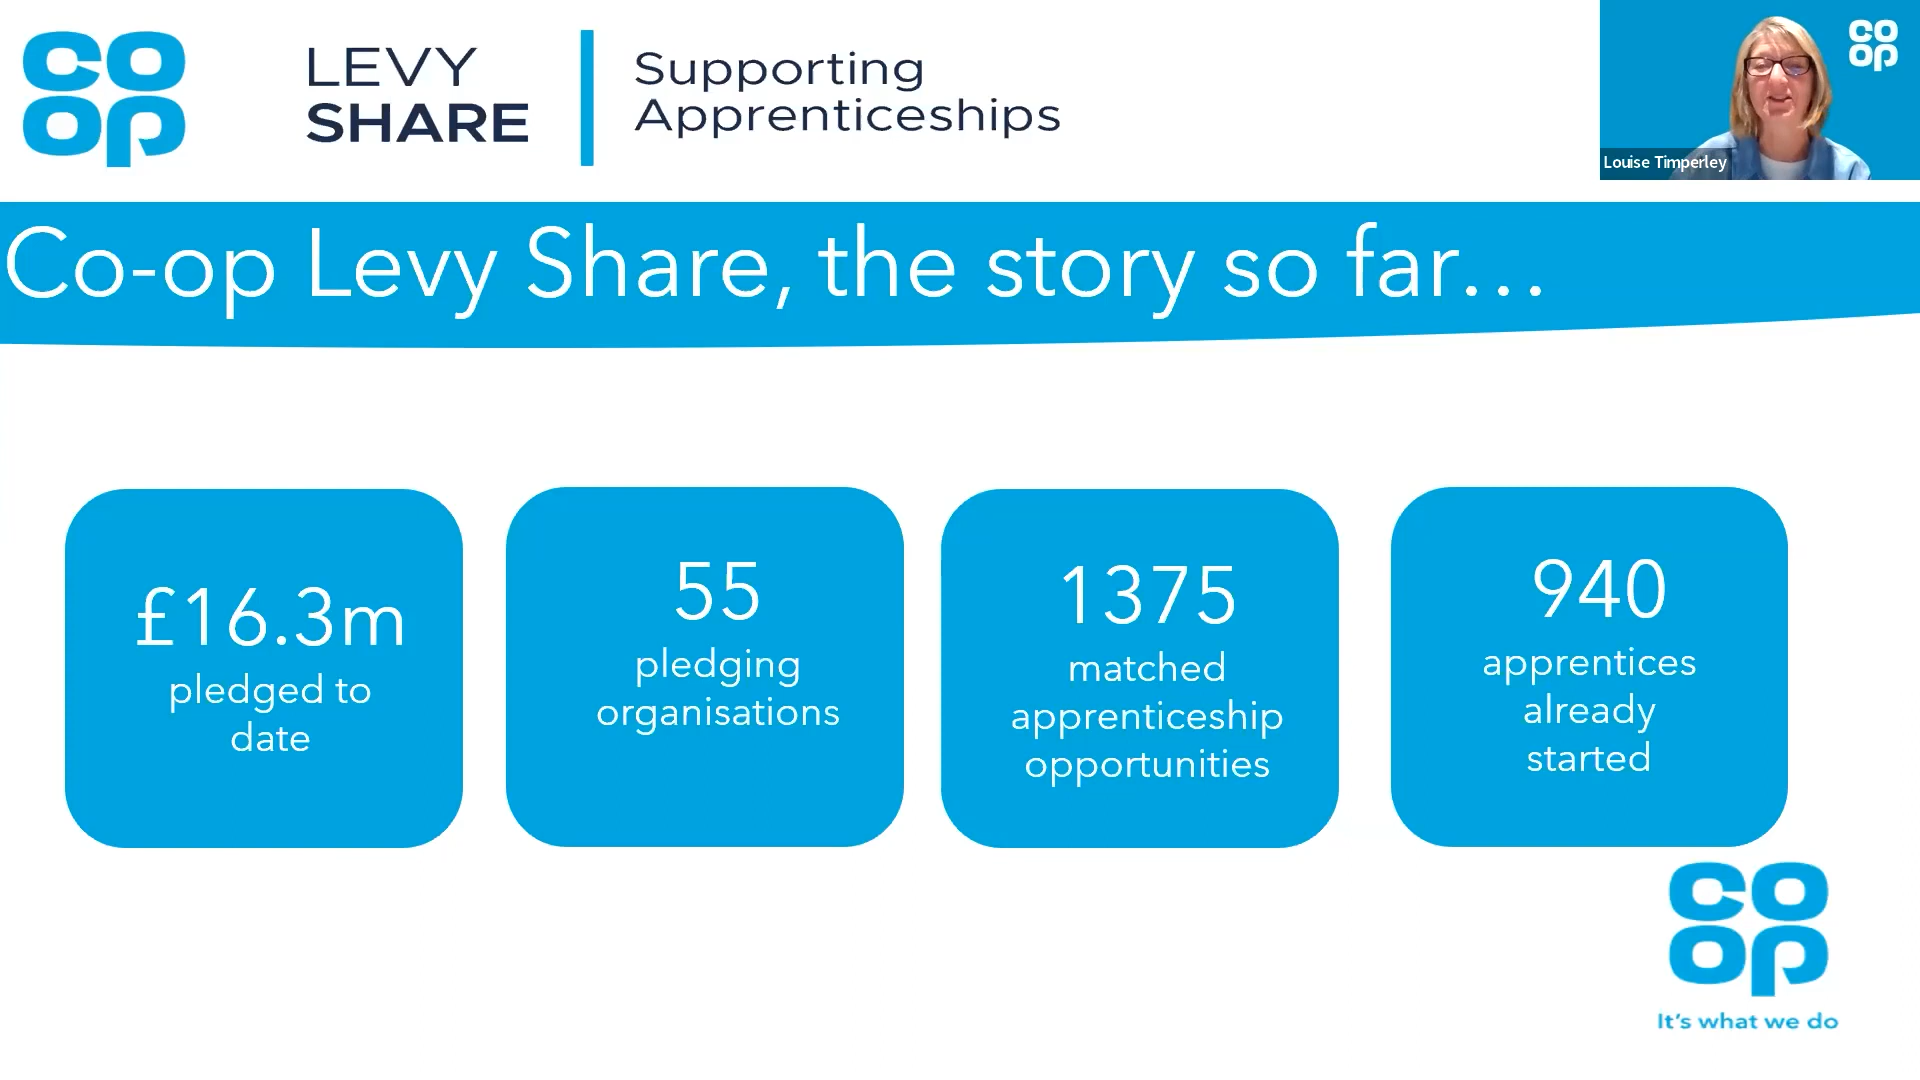 co
op
LEVY
SHARE
Supporting
Apprenticeships
co
op
Louise Timperley
Co-op Levy Share, the story so far...
£16.3m
pledged to
date
55
pledging
organisations
1375
matched
apprenticeship
opportunities
940
apprentices
already
started
co
op
It's what we do